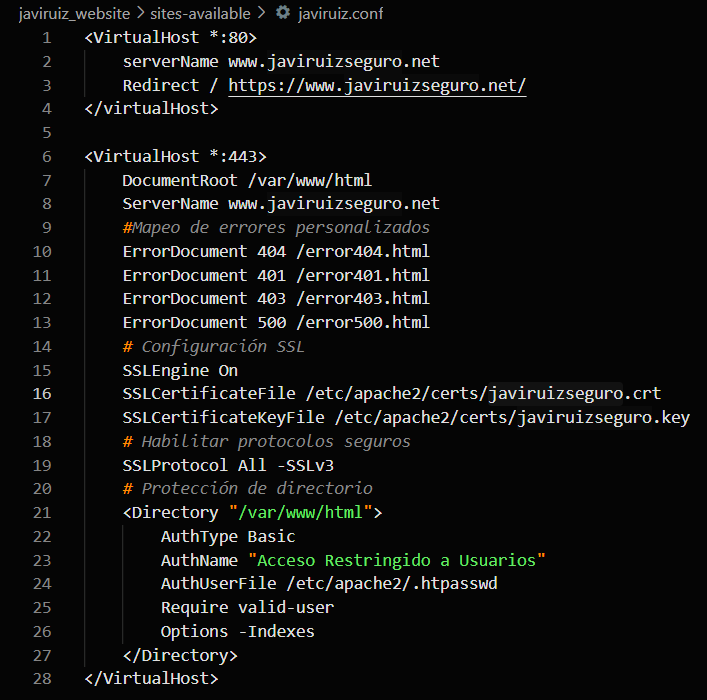 javiruiz_website > sites-available > javiruiz.conf
1 <VirtualHost *:80>
2 serverName www.javiruizseguro.net
3 Redirect / https://www.javiruizseguro.net/
4 </virtualHost>
5
6 <VirtualHost *:443>
7 DocumentRoot /var/www/html
8 ServerName www.javiruizseguro.net
9 #Mapeo de errores personalizados
10 ErrorDocument 404 /error404.html
11 ErrorDocument 401 /error401.html
12 ErrorDocument 403 /error403.html
13 ErrorDocument 500 /error500.html
14 # Configuración SSL
15 SSLEngine On
16 SSLCertificateFile /etc/apache2/certs/javiruizseguro.crt
17 SSLCertificateKeyFile /etc/apache2/certs/javiruizseguro.key
18 # Habilitar protocolos seguros
19 SSLProtocol All -SSLv3
20 # Protección de directorio
21 <Directory "/var/www/html">
22 AuthType Basic
23 AuthName "Acceso Restringido a Usuarios"
24 AuthUserFile /etc/apache2/.htpasswd
25 Require valid-user
26 Options -Indexes
27 </Directory>
28 </VirtualHost>